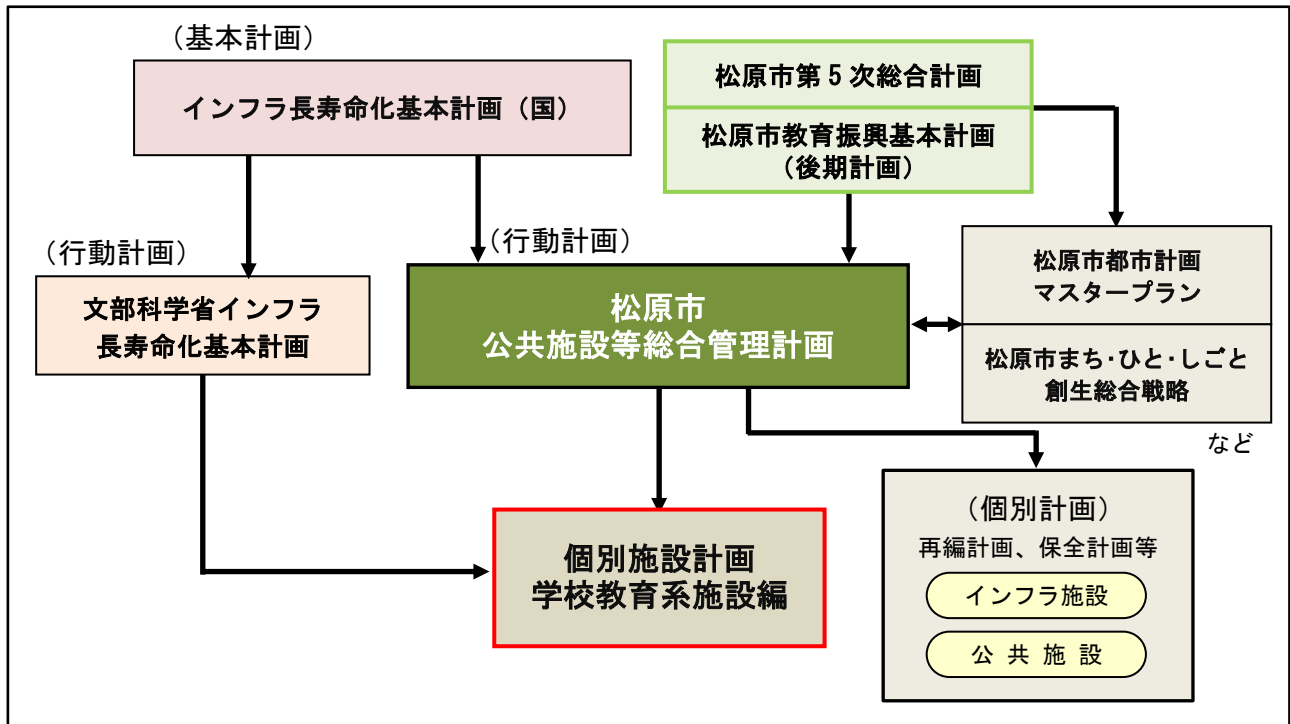 （基本計画）
インフラ長寿命化基本計画（国）
松原市第５次総合計画
松原市教育振興基本計画
（後期計画）
（行動計画）
文部科学省インフラ
長寿命化基本計画
（行動計画）
松原市
公共施設等総合管理計画
松原市都市計画
マスタープラン
松原市まち･ひと･しごと
創生総合戦略
など
個別施設計画
学校教育系施設編
（個別計画）
再編計画、保全計画等
インフラ施設
公 共 施 設